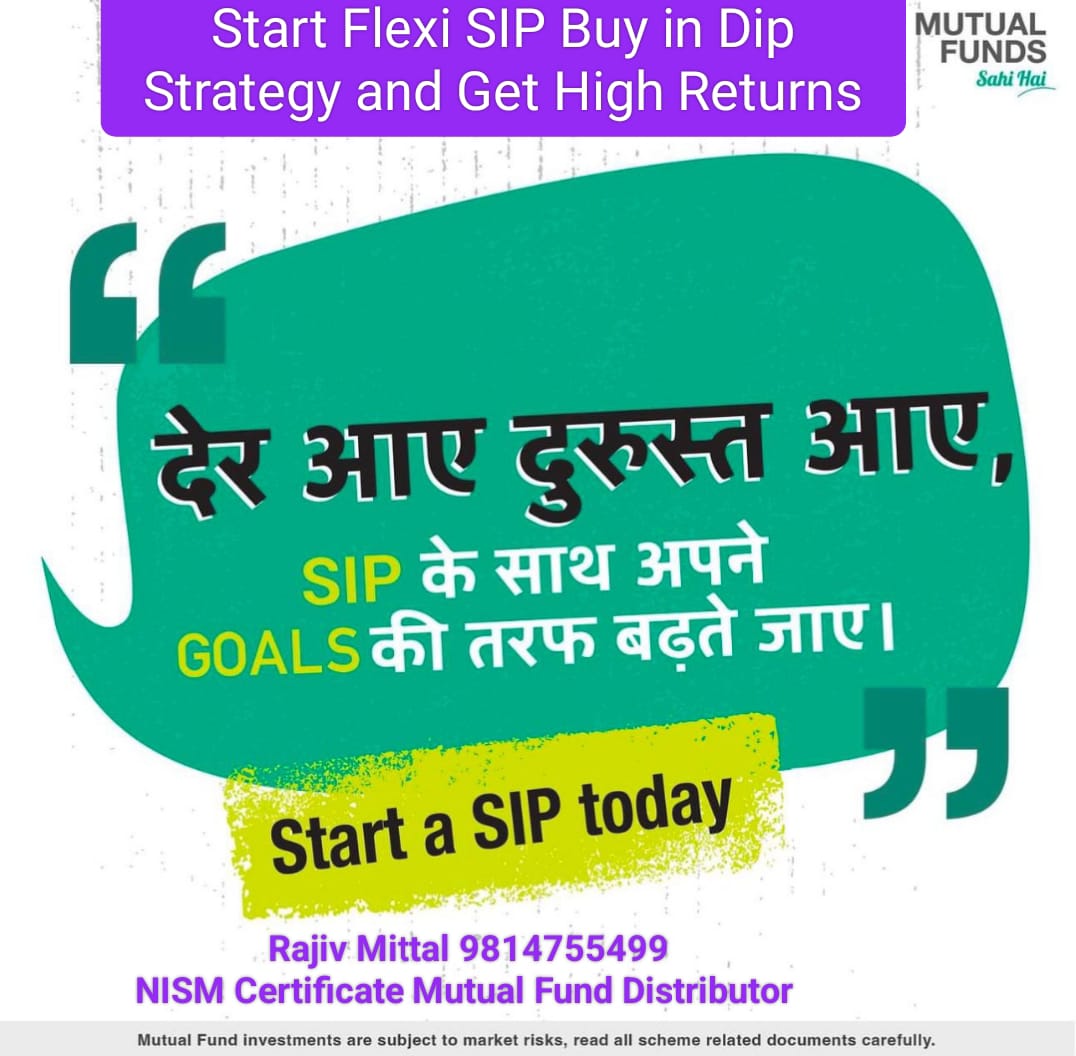 Start Flexi SIP Buy in Dip
Strategy and Get High Returns
MUTUAL
FUNDS
Sahi Hai
देर आए दुरुस्त आए,
SIP के साथ अपने
GOALS की तरफ बढ़ते जाए।
Start a SIP today
Rajiv Mittal 9814755499
NISM Certificate Mutual Fund Distributor
Mutual Fund investments are subject to market risks, read all scheme related documents carefully.